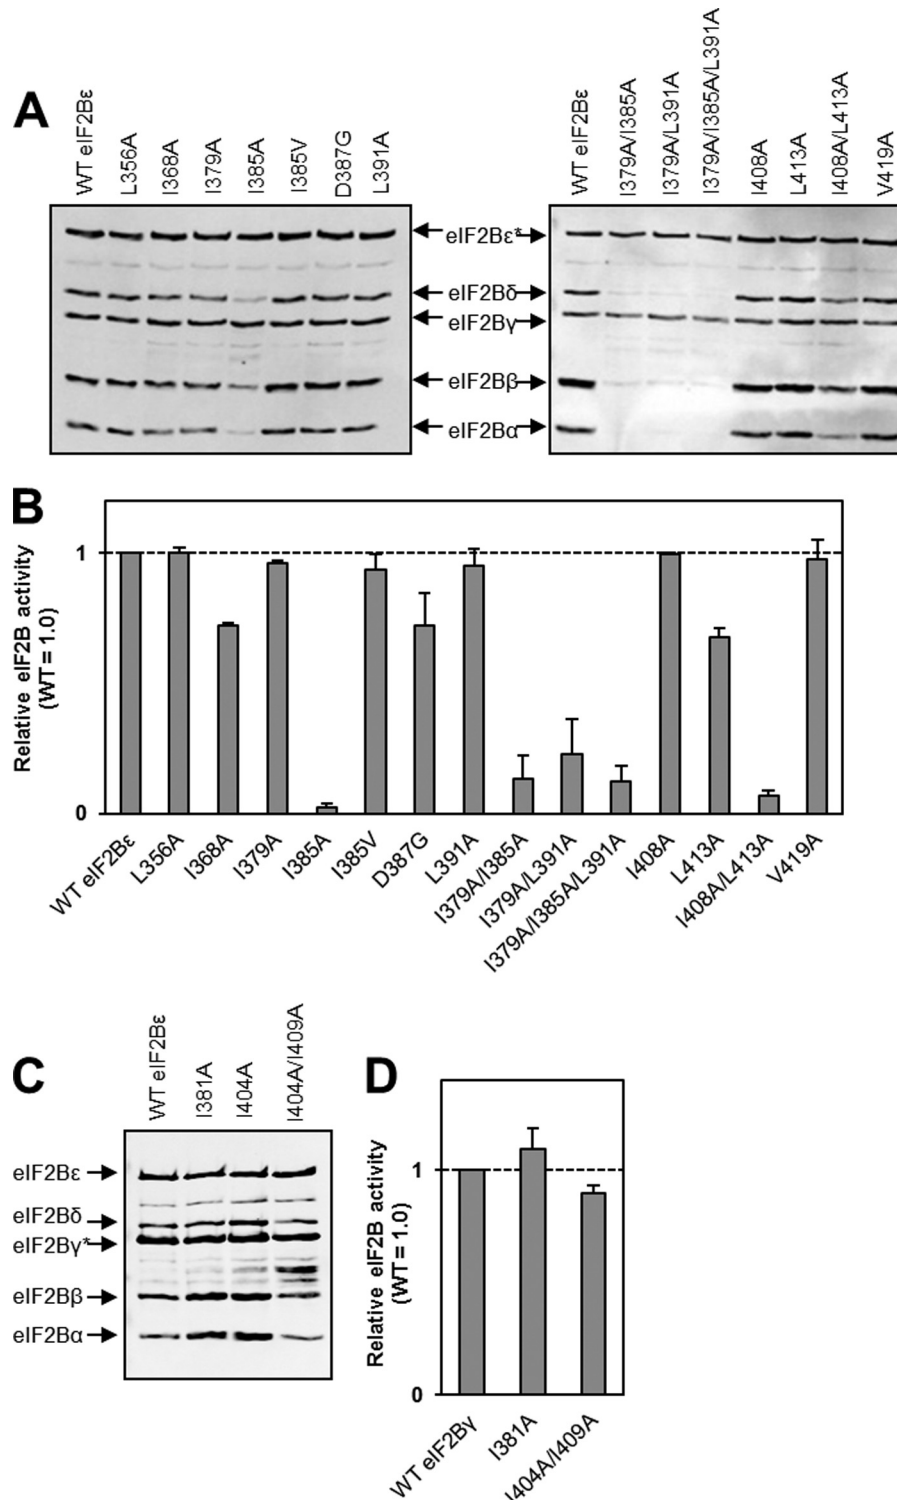 A
WT eIF2Bε
L356A
I368A
I379A
I385A
I385V
D387G
L391A
WT eIF2Bε
I379A/I385A
I379A/L391A
I379A/I385A/L391A
I408A
L413A
I408A/L413A
V419A
eIF2Bε*
eIF2Bδ
eIF2Bγ
eIF2Bβ
eIF2Bα
B
Relative eIF2B activity
(WT = 1.0)
1
0
WT eIF2Bε
L356A
I368A
I379A
I385A
I385V
D387G
L391A
I379A/I385A
I379A/L391A
I379A/I385A/L391A
I408A
L413A
I408A/L413A
V419A
C
WT eIF2Bε
I381A
I404A
I404A/I409A
eIF2Bε
eIF2Bδ
eIF2Bγ*
eIF2Bβ
eIF2Bα
D
Relative eIF2B activity
(WT = 1.0)
1
0
WT eIF2Bγ
I381A
I404A/I409A